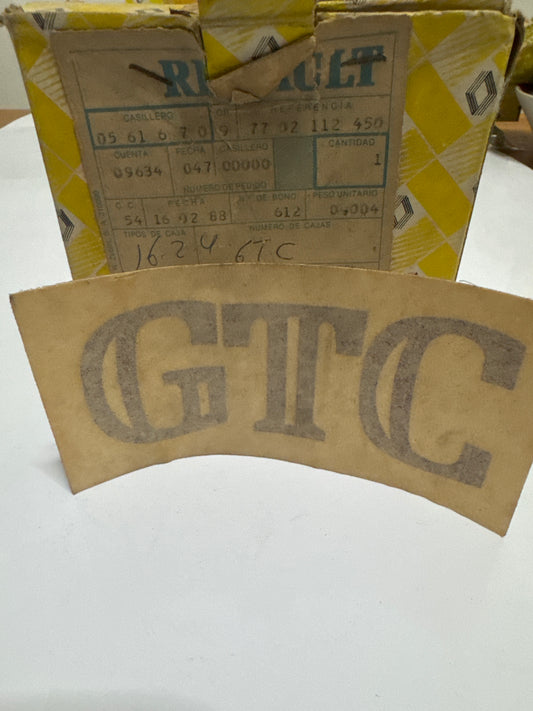 RENAULT
CASILLERO REFERENCIA
05 61 6 7 0 9 77 02 112 450
CUENTA FECHA CASILLERO CANTIDAD
09634 047 00000 1
NUMERO DE PEDIDO
C.C. FECHA Nº DE BONO PESO UNITARIO
54 16 02 88 612 0,004
TIPOS DE CAJA NUMERO DE CAJAS
GTC
GTC